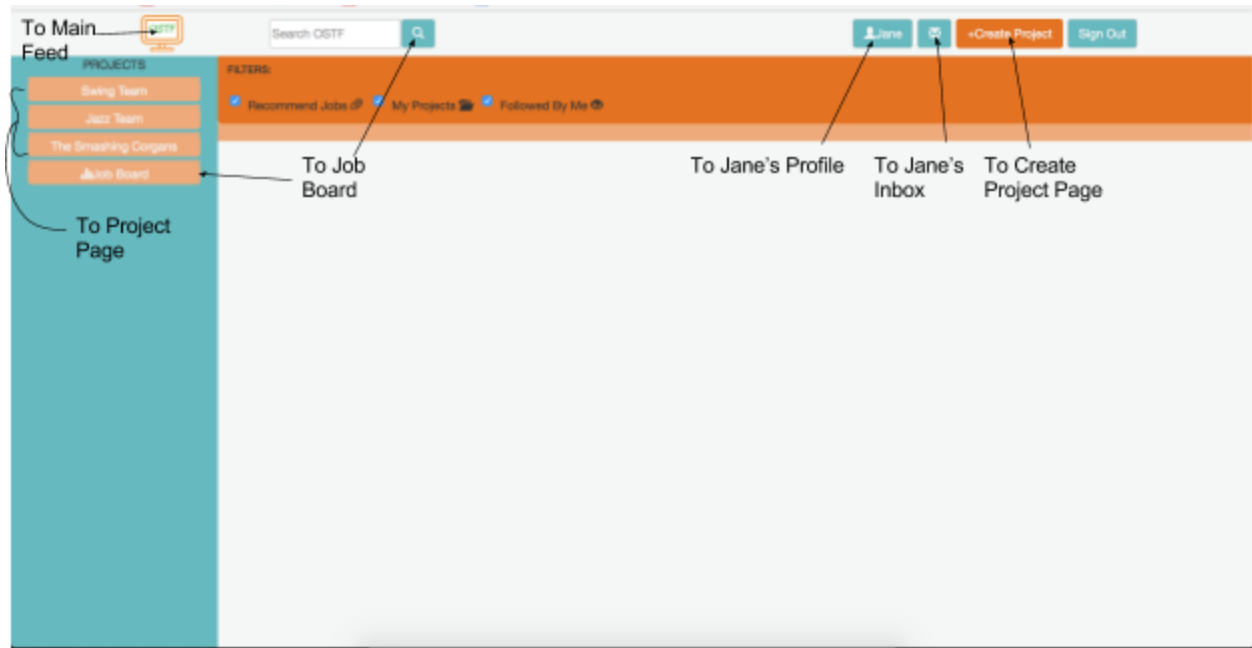 To Main
Feed
OSTF
Search OSTF
Jane
+Create Project
Sign Out
PROJECTS
Swing Team
Jazz Team
The Smashing Corgans
Job Board
FILTERS:
Recommend Jobs
My Projects
Followed By Me
To Job
Board
To Jane's Profile
To Jane's
Inbox
To Create
Project Page
To Project
Page